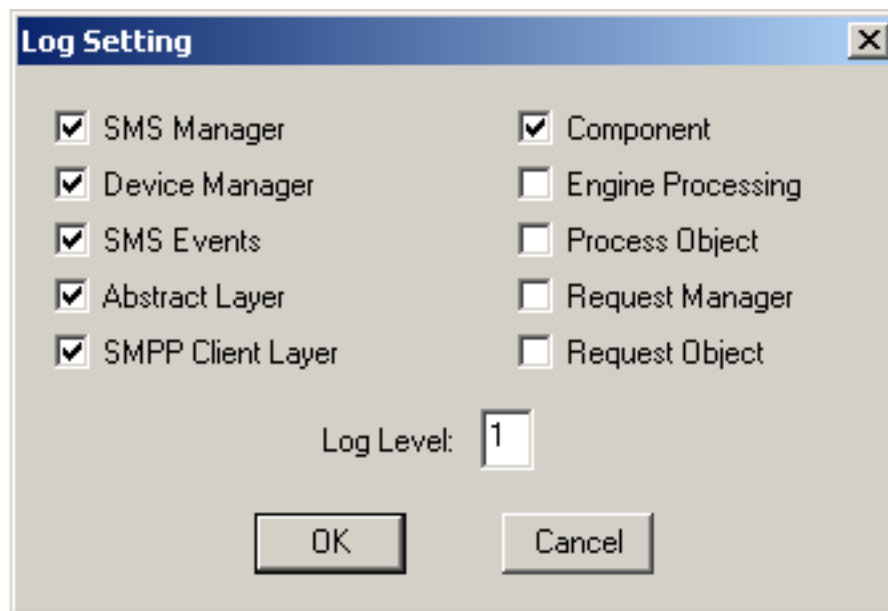 Log Setting
SMS Manager
Component
Device Manager
Engine Processing
SMS Events
Process Object
Abstract Layer
Request Manager
SMPP Client Layer
Request Object
Log Level: 1
OK
Cancel